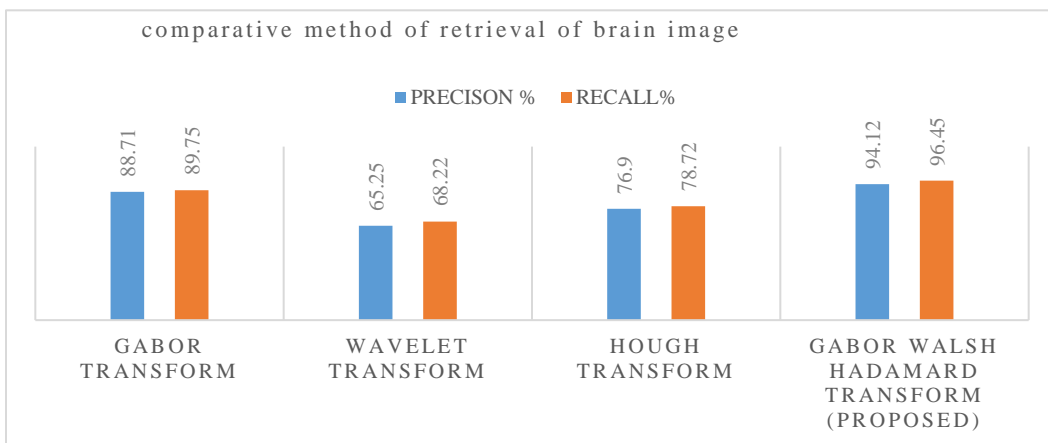 comparative method of retrieval of brain image
PRECISON % RECALL%
88.71 89.75 65.25 68.22 76.9 78.72 94.12 96.45
GABOR
TRANSFORM
WAVELET
TRANSFORM
HOUGH
TRANSFORM
GABOR WALSH
HADAMARD
TRANSFORM
(PROPOSED)